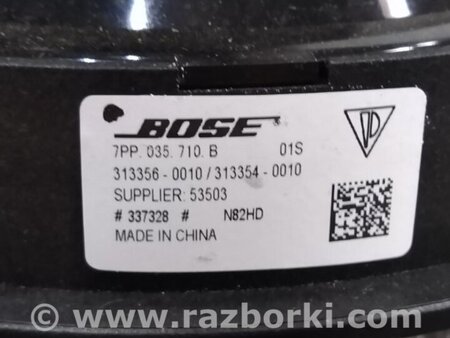 BOSE
7PP. 035. 710. B 01S
313356 - 0010 / 313354 - 0010
SUPPLIER: 53503
# 337328 # N82HD
MADE IN CHINA
© www.razborki.com